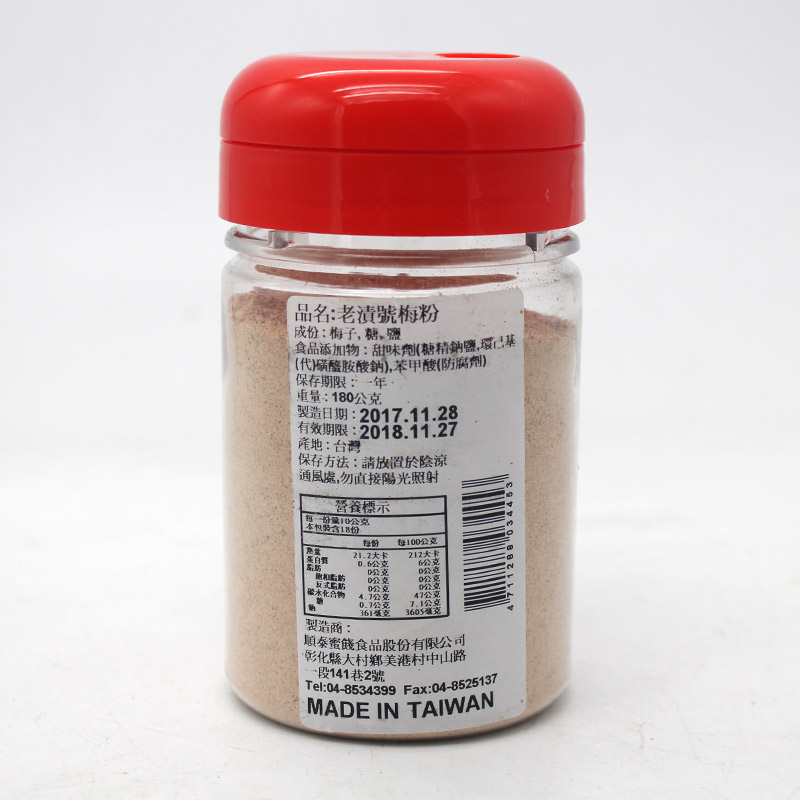 品名:老漬號梅粉
成份:梅子, 糖, 鹽
食品添加物:甜味劑(糖精鈉鹽,環己基
(代)磺醯胺酸鈉),苯甲酸(防腐劑)
保存期限:一年
重量:180公克
製造日期:2017.11.28
有效期限:2018.11.27
產地:台灣
保存方法:請放置於陰涼
通風處,勿直接陽光照射
營養標示
每一份量10公克
本包裝含18份
每份 每100公克
熱量 21.2大卡 212大卡
蛋白質 0.6公克 6公克
脂肪 0公克 0公克
飽和脂肪 0公克 0公克
反式脂肪 0公克 0公克
碳水化合物 4.7公克 47公克
糖 0.7公克 7.1公克
鈉 361毫克 3605毫克
4711288034453
製造商:
順泰蜜餞食品股份有限公司
彰化縣大村鄉美港村中山路
一段141巷2號
Tel:04-8534399 Fax:04-8525137
MADE IN TAIWAN